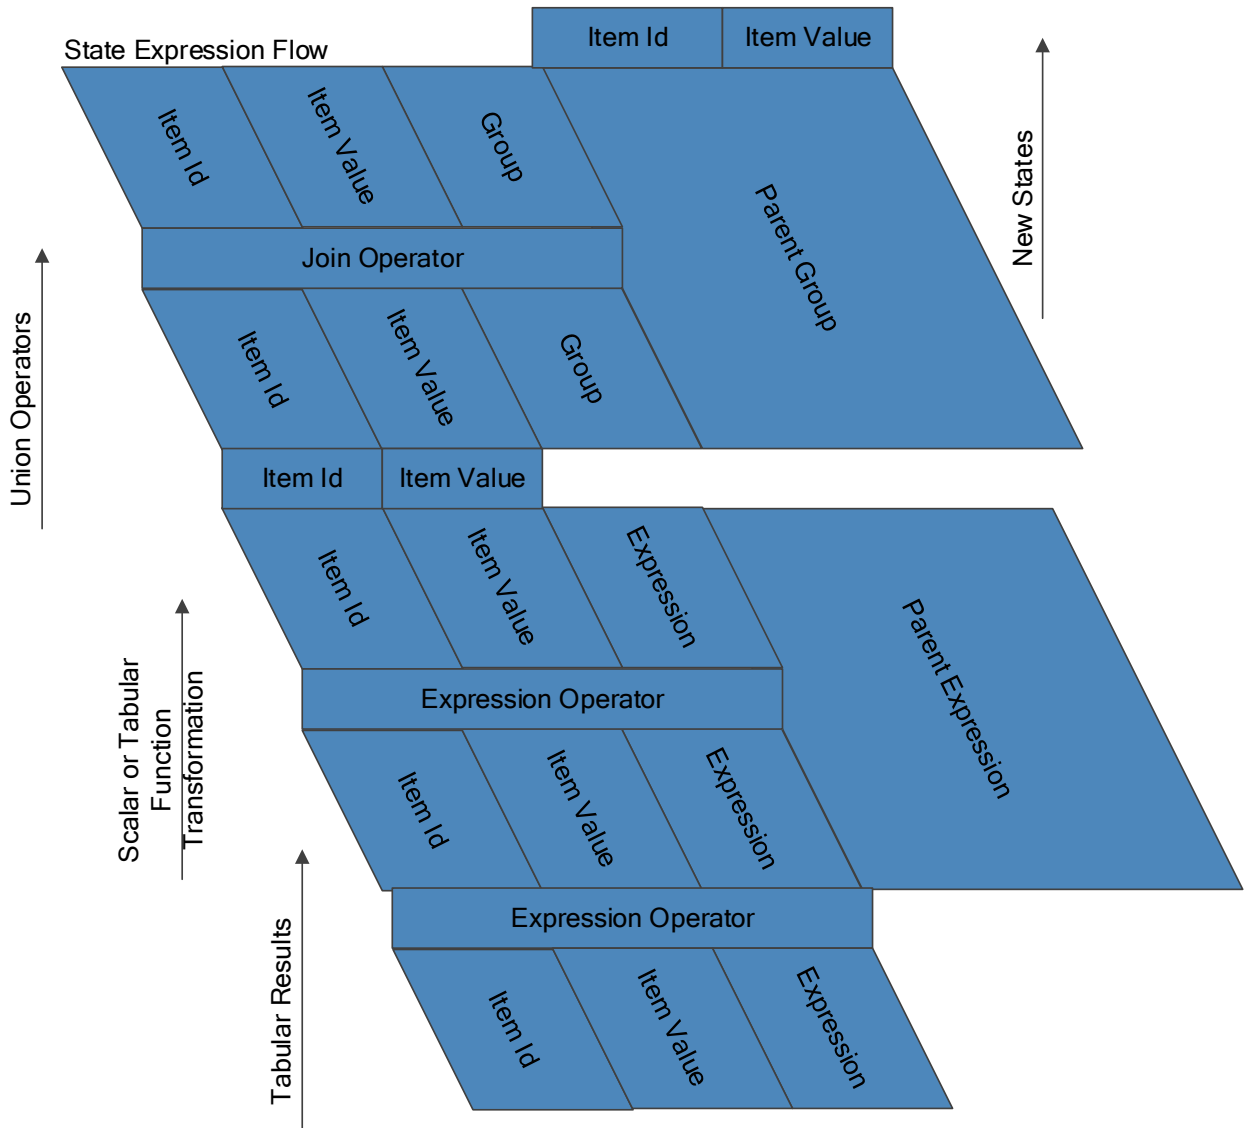 Item Id
Item Value
State Expression Flow
Item Id
Item Value
Group
Parent Group
New States
Join Operator
Union Operators
Item Id
Item Value
Group
Item Id
Item Value
Item Id
Item Value
Expression
Parent Expression
Scalar or Tabular
Function
Transformation
Expression Operator
Item Id
Item Value
Expression
Expression Operator
Tabular Results
Item Id
Item Value
Expression